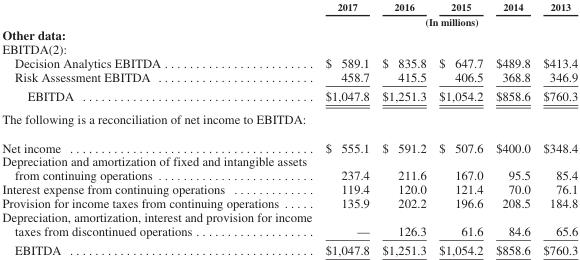 2017 2016 2015 2014 2013
(In millions)
Other data:
EBITDA(2):
Decision Analytics EBITDA . . . . . . . . . . . . . . . . . . . . . . . $ 589.1 $ 835.8 $ 647.7 $489.8 $413.4
Risk Assessment EBITDA . . . . . . . . . . . . . . . . . . . . . . . . 458.7 415.5 406.5 368.8 346.9
EBITDA . . . . . . . . . . . . . . . . . . . . . . . . . . . . . . . . . . . $1,047.8 $1,251.3 $1,054.2 $858.6 $760.3
The following is a reconciliation of net income to EBITDA:
Net income . . . . . . . . . . . . . . . . . . . . . . . . . . . . . . . . . . . . . $ 555.1 $ 591.2 $ 507.6 $400.0 $348.4
Depreciation and amortization of fixed and intangible assets
from continuing operations . . . . . . . . . . . . . . . . . . . . . . . . 237.4 211.6 167.0 95.5 85.4
Interest expense from continuing operations . . . . . . . . . . . . 119.4 120.0 121.4 70.0 76.1
Provision for income taxes from continuing operations . . . . . 135.9 202.2 196.6 208.5 184.8
Depreciation, amortization, interest and provision for income
taxes from discontinued operations . . . . . . . . . . . . . . . . . . — 126.3 61.6 84.6 65.6
EBITDA . . . . . . . . . . . . . . . . . . . . . . . . . . . . . . . . . . . . . $1,047.8 $1,251.3 $1,054.2 $858.6 $760.3